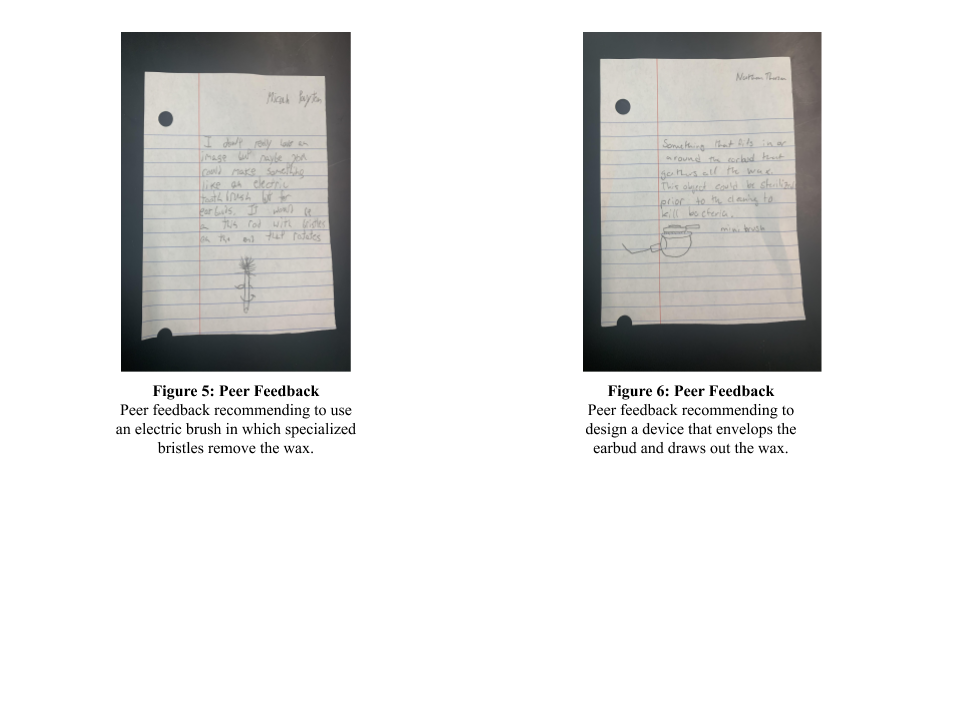 Micah Payton
I don't really have an
image but maybe you
could make something
like an electric
tooth brush but for
earbuds. It would be
a thin rod with bristles
on the end that rotates
Figure 5: Peer Feedback
Peer feedback recommending to use
an electric brush in which specialized
bristles remove the wax.
Nathan
Something that fits in or
around the earbud that
gathers all the wax.
This object could be sterilized
prior to the cleaning to
kill bacteria.
mini brush
Figure 6: Peer Feedback
Peer feedback recommending to
design a device that envelops the
earbud and draws out the wax.